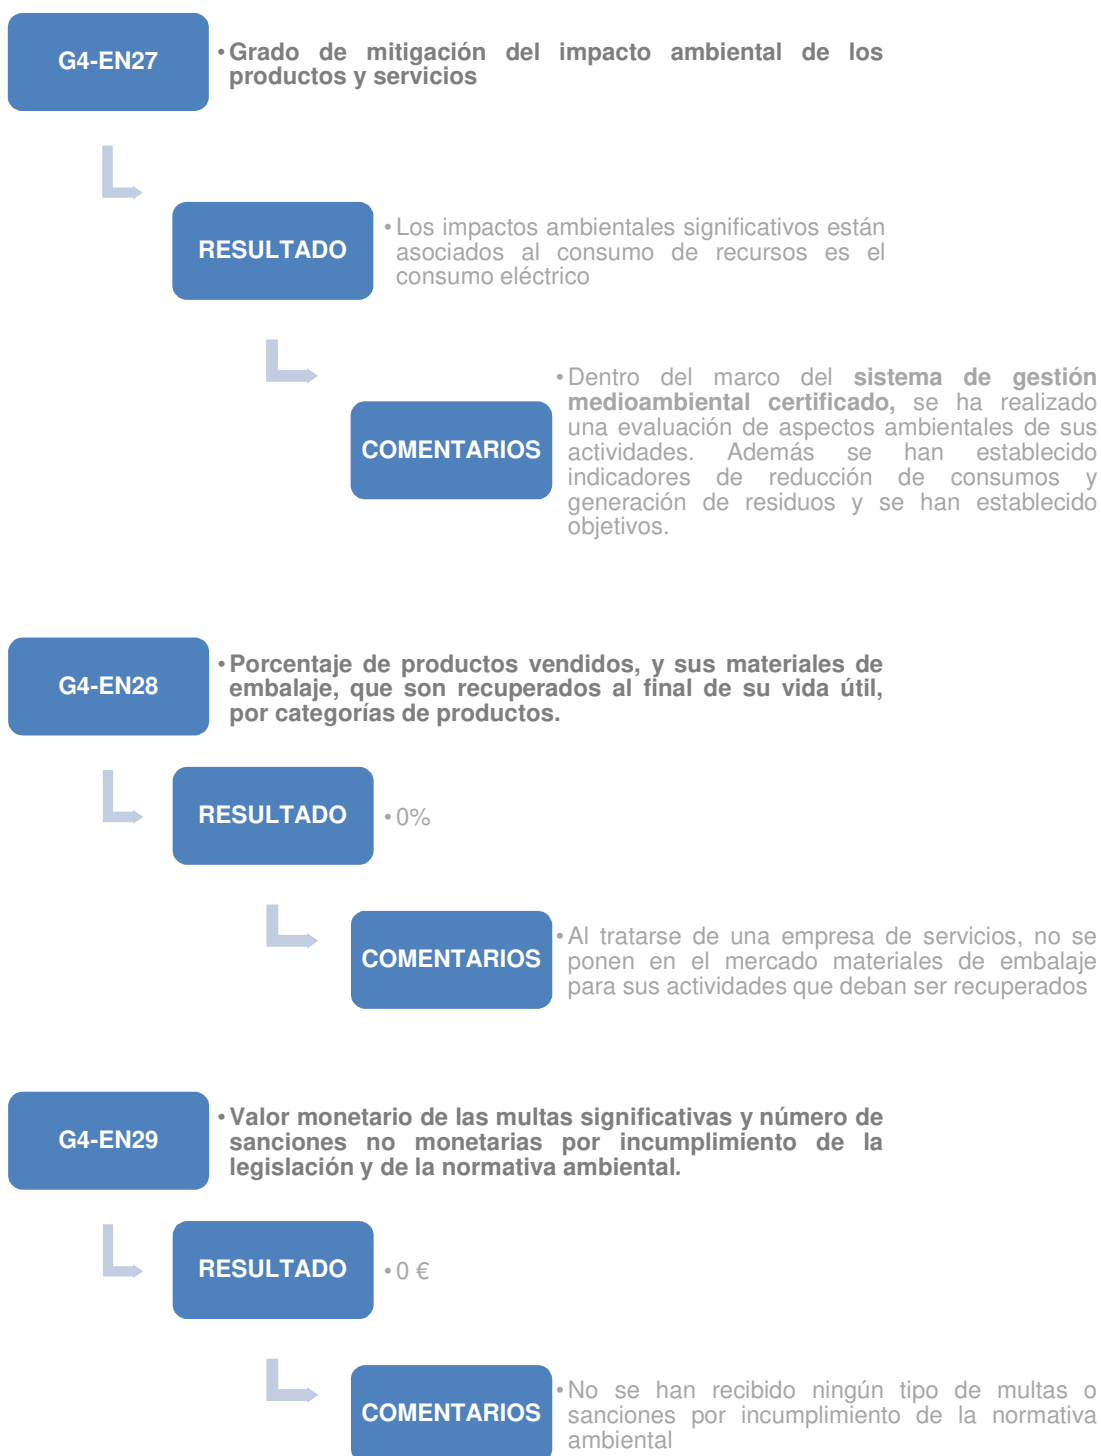 G4-EN27
• Grado de mitigación del impacto ambiental de los
productos y servicios
RESULTADO
• Los impactos ambientales significativos están
asociados al consumo de recursos es el
consumo eléctrico
COMENTARIOS
• Dentro del marco del sistema de gestión
medioambiental certificado, se ha realizado
una evaluación de aspectos ambientales de sus
actividades. Además se han establecido
indicadores de reducción de consumos y
generación de residuos y se han establecido
objetivos.
G4-EN28
• Porcentaje de productos vendidos, y sus materiales de
embalaje, que son recuperados al final de su vida útil,
por categorías de productos.
RESULTADO
• 0%
COMENTARIOS
• Al tratarse de una empresa de servicios, no se
ponen en el mercado materiales de embalaje
para sus actividades que deban ser recuperados
G4-EN29
• Valor monetario de las multas significativas y número de
sanciones no monetarias por incumplimiento de la
legislación y de la normativa ambiental.
RESULTADO
• 0 €
COMENTARIOS
• No se han recibido ningún tipo de multas o
sanciones por incumplimiento de la normativa
ambiental